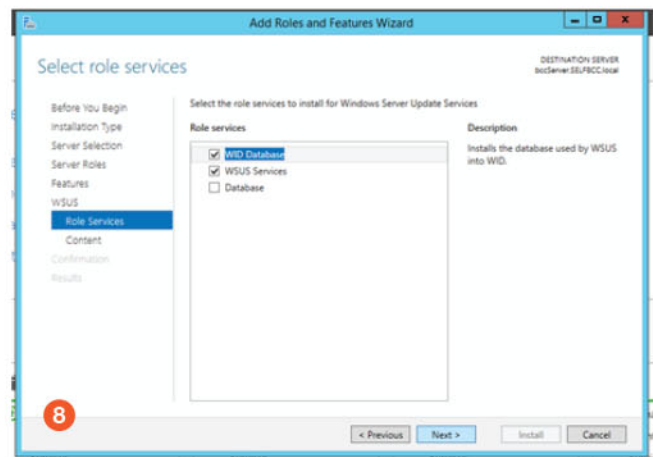 Add Roles and Features Wizard
Select role services
DESTINATION SERVER
bccServer.SELFBCC.local
Before You Begin
Installation Type
Server Selection
Server Roles
Features
WSUS
Role Services
Content
Confirmation
Results
Select the role services to install for Windows Server Update Services
Role services
WID Database
WSUS Services
Database
Description
Installs the database used by WSUS
into WID.
8
< Previous
Next >
Install
Cancel